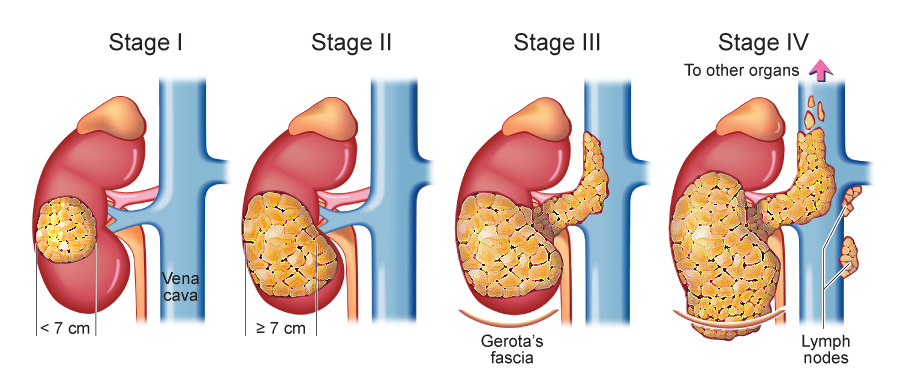 Stage I
Stage II
Stage III
Stage IV
To other organs
Vena
cava
< 7 cm
≥ 7 cm
Gerota's
fascia
Lymph
nodes